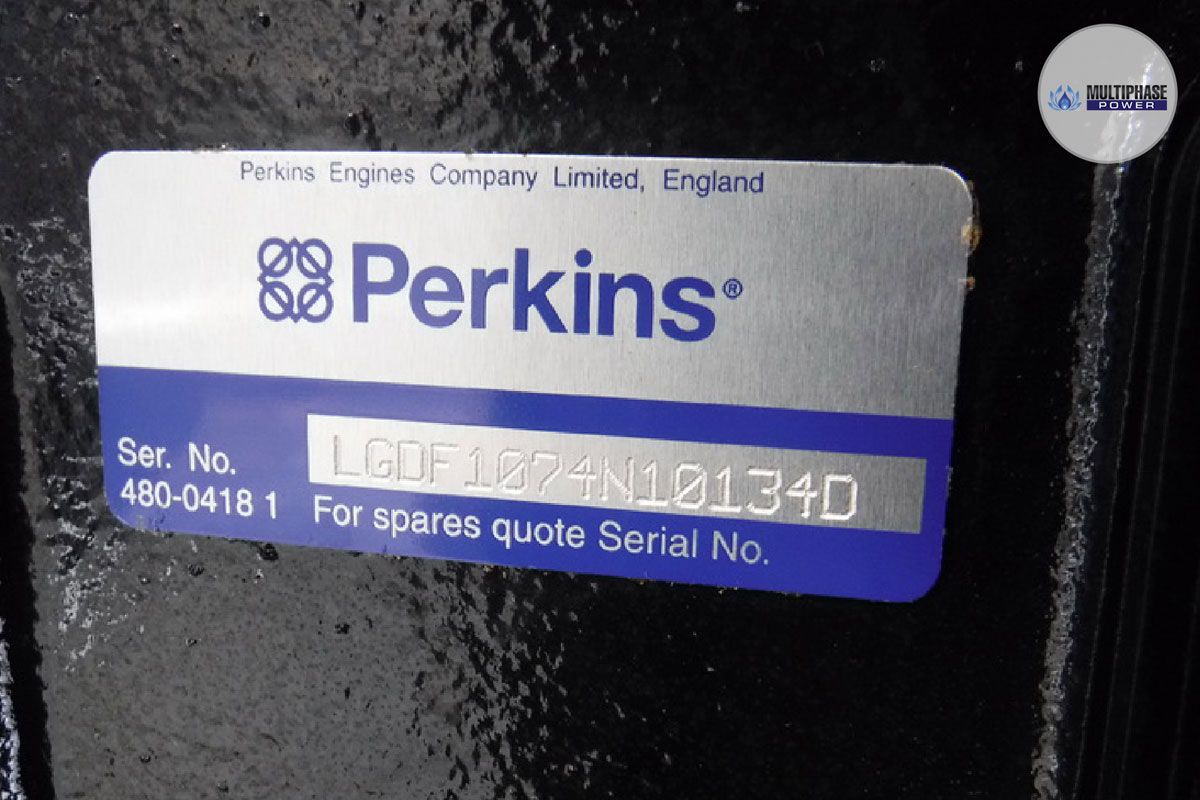 MULTIPHASE
POWER
Perkins Engines Company Limited, England
Perkins®
Ser. No. LGDF1074N10134D
480-0418 1 For spares quote Serial No.